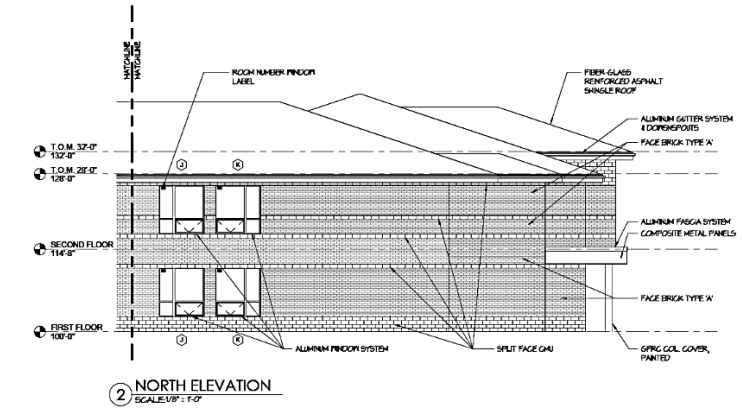 MATCHLINE
MATCHLINE
ROOM NUMBER WINDOW
LABEL
FIBER-GLASS
REINFORCED ASPHALT
SHINGLE ROOF
ALUMINUM GUTTER SYSTEM
& DOWNSPOUTS
FACE BRICK TYPE 'A'
T.O.M. 32'-0"
132'-0"
T.O.M. 28'-0"
128'-0"
J
K
ALUMINUM FASCIA SYSTEM
COMPOSITE METAL PANELS
SECOND FLOOR
114'-8"
FACE BRICK TYPE 'A'
FIRST FLOOR
100'-0"
J
K
ALUMINUM WINDOW SYSTEM
SPLIT FACE CMU
GFRC COL. COVER,
PAINTED
2
NORTH ELEVATION
SCALE: 1/8" = 1'-0"